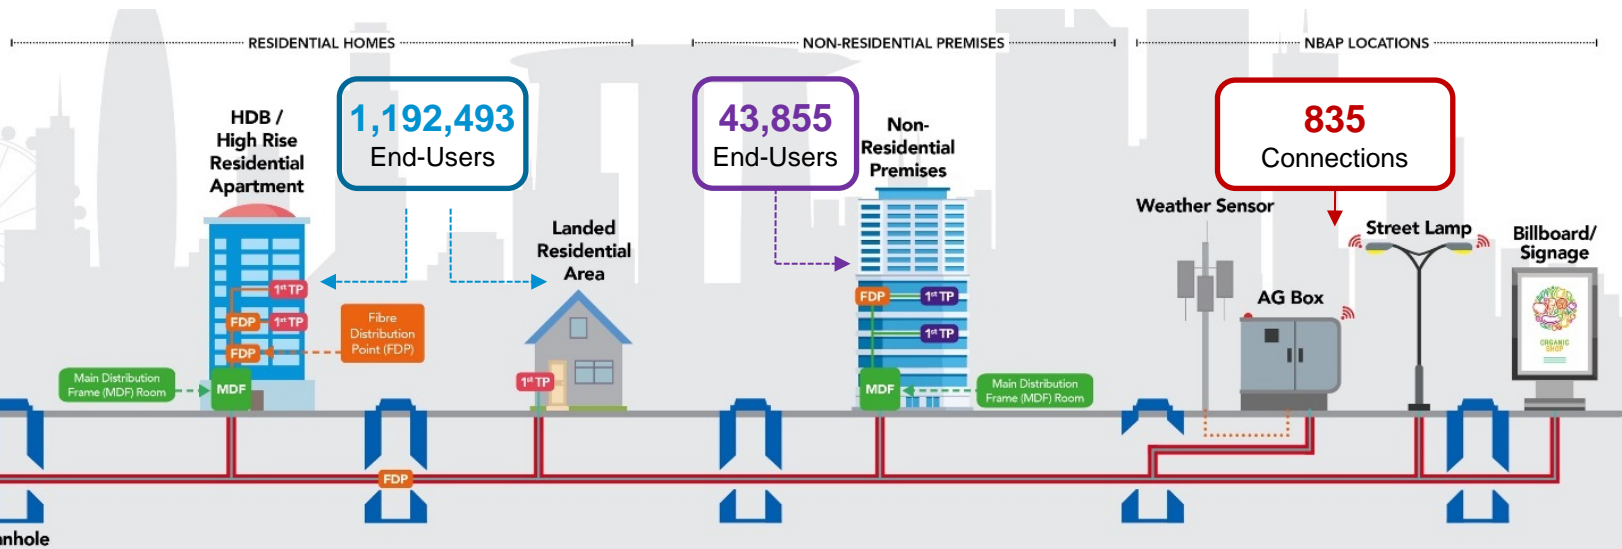 RESIDENTIAL HOMES
NON-RESIDENTIAL PREMISES
NBAP LOCATIONS
HDB /
High Rise
Residential
Apartment
1,192,493
End-Users
43,855
End-Users
Non-
Residential
Premises
835
Connections
Landed
Residential
Area
Weather Sensor
Street Lamp
Billboard/
Signage
AG Box
1st TP
FDP
1st TP
FDP
Fibre
Distribution
Point (FDP)
Main Distribution
Frame (MDF) Room
MDF
1st TP
FDP
1st TP
1st TP
MDF
Main Distribution
Frame (MDF) Room
ORGANIC
SHOP
FDP
anhole